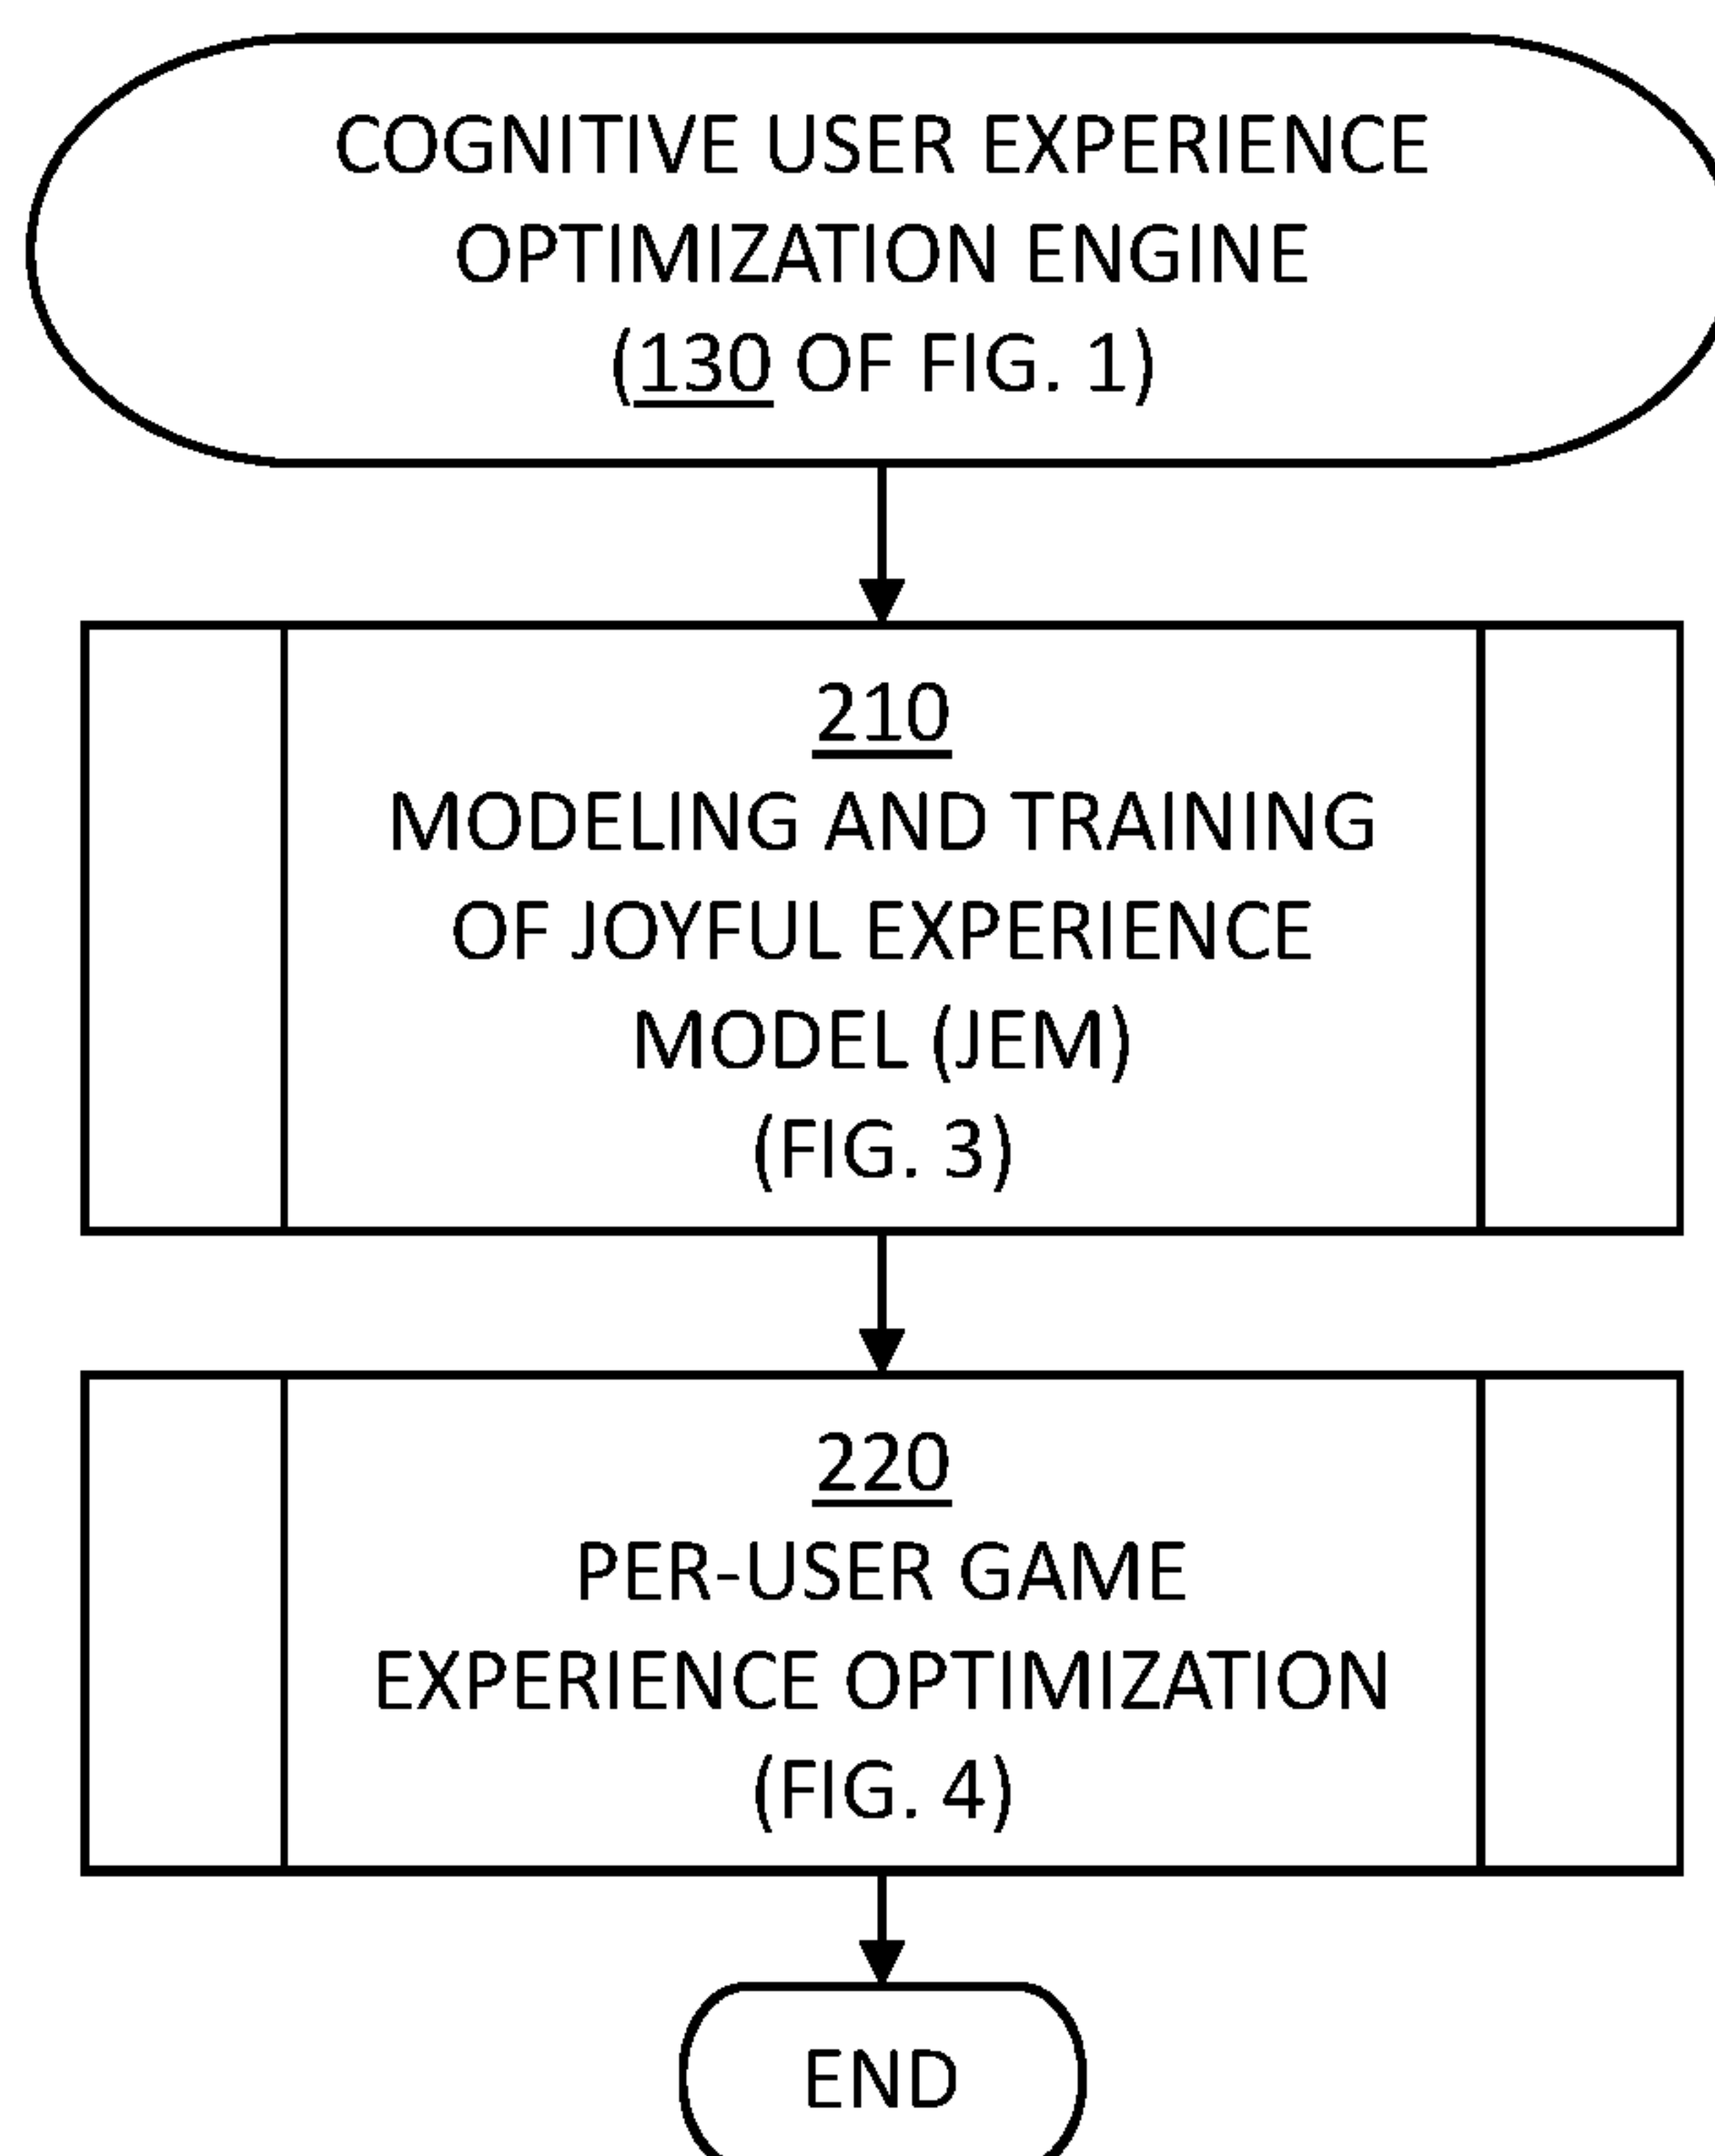 COGNITIVE USER EXPERIENCE
OPTIMIZATION ENGINE
(130 OF FIG. 1)
210
MODELING AND TRAINING
OF JOYFUL EXPERIENCE
MODEL (JEM)
(FIG. 3)
220
PER-USER GAME
EXPERIENCE OPTIMIZATION
(FIG. 4)
END